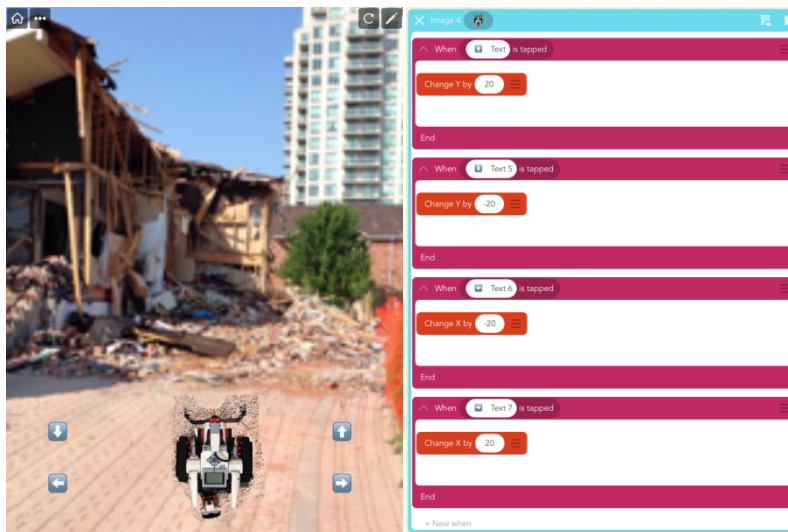 Image 4
When Text is tapped
Change Y by 20
End
When Text 5 is tapped
Change Y by -20
End
When Text 6 is tapped
Change X by -20
End
When Text 7 is tapped
Change X by 20
End
+ New when